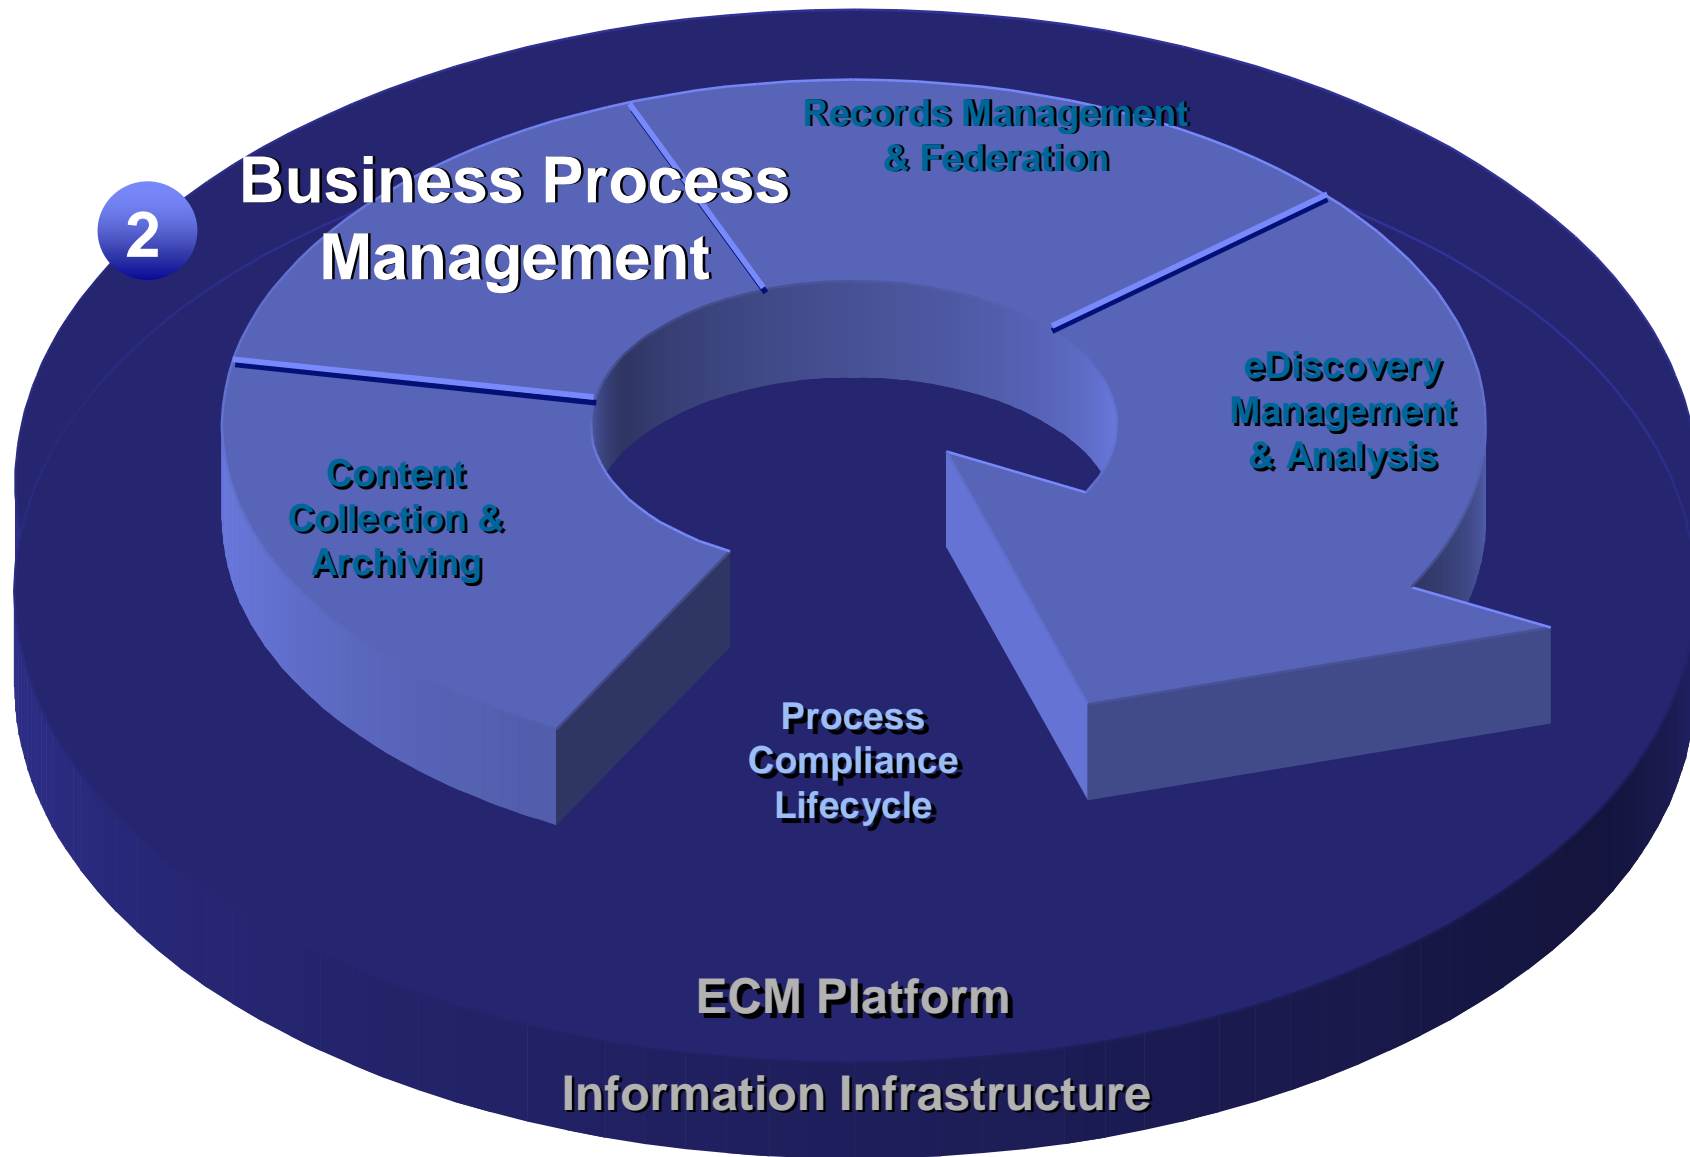 Records Management
& Federation
Business Process
Management
2
eDiscovery
Management
& Analysis
Content
Collection &
Archiving
Process
Compliance
Lifecycle
ECM Platform
Information Infrastructure